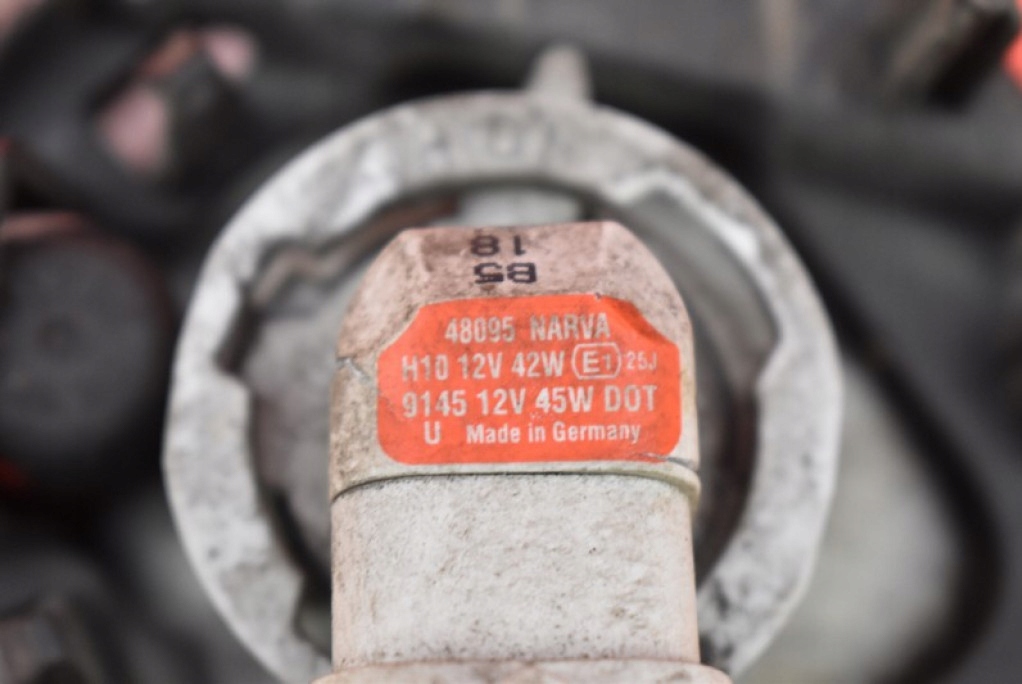 B5
18
48095 NARVA
H10 12V 42W E1 25J
9145 12V 45W DOT
U Made in Germany